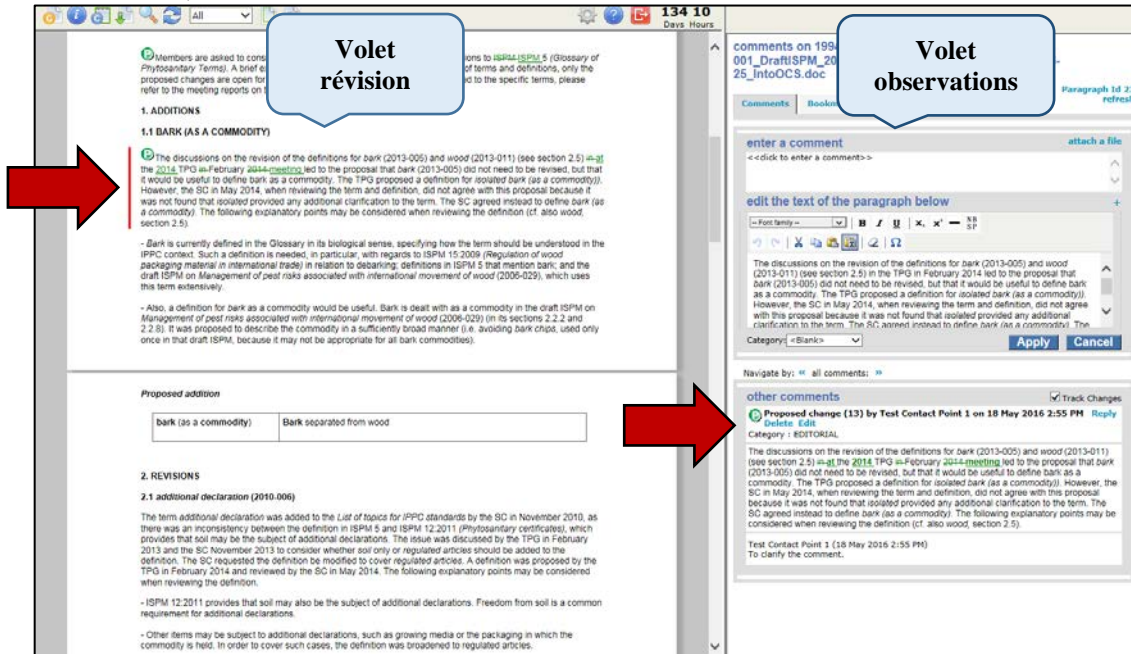 All
134 10
Days Hours
Volet
révision
Volet
observations
Members are asked to cons
ons to ISPM ISPM 5 (Glossary of
Phytosanitary Terms). A brief ex
of terms and definitions, only the
proposed changes are open for
d to the specific terms, please
refer to the meeting reports on
1. ADDITIONS
1.1 BARK (AS A COMMODITY)
The discussions on the revision of the definitions for bark (2013-005) and wood (2013-011) (see section 2.5) in at
the 2014 TPG in February 2014 meeting led to the proposal that bark (2013-005) did not need to be revised, but that
it would be useful to define bark as a commodity. The TPG proposed a definition for isolated bark (as a commodity)).
However, the SC in May 2014, when reviewing the term and definition, did not agree with this proposal because it
was not found that isolated provided any additional clarification to the term. The SC agreed instead to define bark (as
a commodity). The following explanatory points may be considered when reviewing the definition (cf. also wood,
section 2.5).
- Bark is currently defined in the Glossary in its biological sense, specifying how the term should be understood in the
IPPC context. Such a definition is needed, in particular, with regards to ISPM 15:2009 (Regulation of wood
packaging material in international trade) in relation to debarking; definitions in ISPM 5 that mention bark; and the
draft ISPM on Management of pest risks associated with international movement of wood (2006-029), which uses
this term extensively.
- Also, a definition for bark as a commodity would be useful. Bark is dealt with as a commodity in the draft ISPM on
Management of pest risks associated with international movement of wood (2006-029) (in its sections 2.2.2 and
2.2.8). It was proposed to describe the commodity in a sufficiently broad manner (i.e. avoiding bark chips, used only
once in that draft ISPM, because it may not be appropriate for all bark commodities).
Proposed addition
bark (as a commodity) Bark separated from wood
2. REVISIONS
2.1 additional declaration (2010-006)
The term additional declaration was added to the List of topics for IPPC standards by the SC in November 2010, as
there was an inconsistency between the definition in ISPM 5 and ISPM 12:2011 (Phytosanitary certificates), which
provides that soil may be the subject of additional declarations. The issue was discussed by the TPG in February
2013 and the SC November 2013 to consider whether soil only or regulated articles should be added to the
definition. The SC requested the definition be modified to cover regulated articles. A definition was proposed by the
TPG in February 2014 and reviewed by the SC in May 2014. The following explanatory points may be considered
when reviewing the definition.
- ISPM 12:2011 provides that soil may also be the subject of additional declarations. Freedom from soil is a common
requirement for additional declarations.
- Other items may be subject to additional declarations, such as growing media or the packaging in which the
commodity is held. In order to cover such cases, the definition was broadened to regulated articles.
comments on 1994
001_DraftISPM_20
25_IntoOCS.doc
Paragraph Id 2
refres
Comments Bookm
enter a comment attach a file
<<click to enter a comment>>
edit the text of the paragraph below +
-- Font family -- B I U x, x' — NB SP
The discussions on the revision of the definitions for bark (2013-005) and wood
(2013-011) (see section 2.5) in the TPG in February 2014 led to the proposal that
bark (2013-005) did not need to be revised, but that it would be useful to define bark
as a commodity. The TPG proposed a definition for isolated bark (as a commodity)).
However, the SC in May 2014, when reviewing the term and definition, did not agree
with this proposal because it was not found that isolated provided any additional
clarification to the term. The SC agreed instead to define bark (as a commodity). The
Category: <Blank> Apply Cancel
Navigate by: « all comments: »
other comments Track Changes
Proposed change (13) by Test Contact Point 1 on 18 May 2016 2:55 PM Reply
Delete Edit
Category : EDITORIAL
The discussions on the revision of the definitions for bark (2013-005) and wood (2013-011)
(see section 2.5) in at the 2014 TPG in February 2014 meeting led to the proposal that bark
(2013-005) did not need to be revised, but that it would be useful to define bark as a
commodity. The TPG proposed a definition for isolated bark (as a commodity)). However, the
SC in May 2014, when reviewing the term and definition, did not agree with this proposal
because it was not found that isolated provided any additional clarification to the term. The
SC agreed instead to define bark (as a commodity). The following explanatory points may be
considered when reviewing the definition (cf. also wood, section 2.5).
Test Contact Point 1 (18 May 2016 2:55 PM)
To clarify the comment.